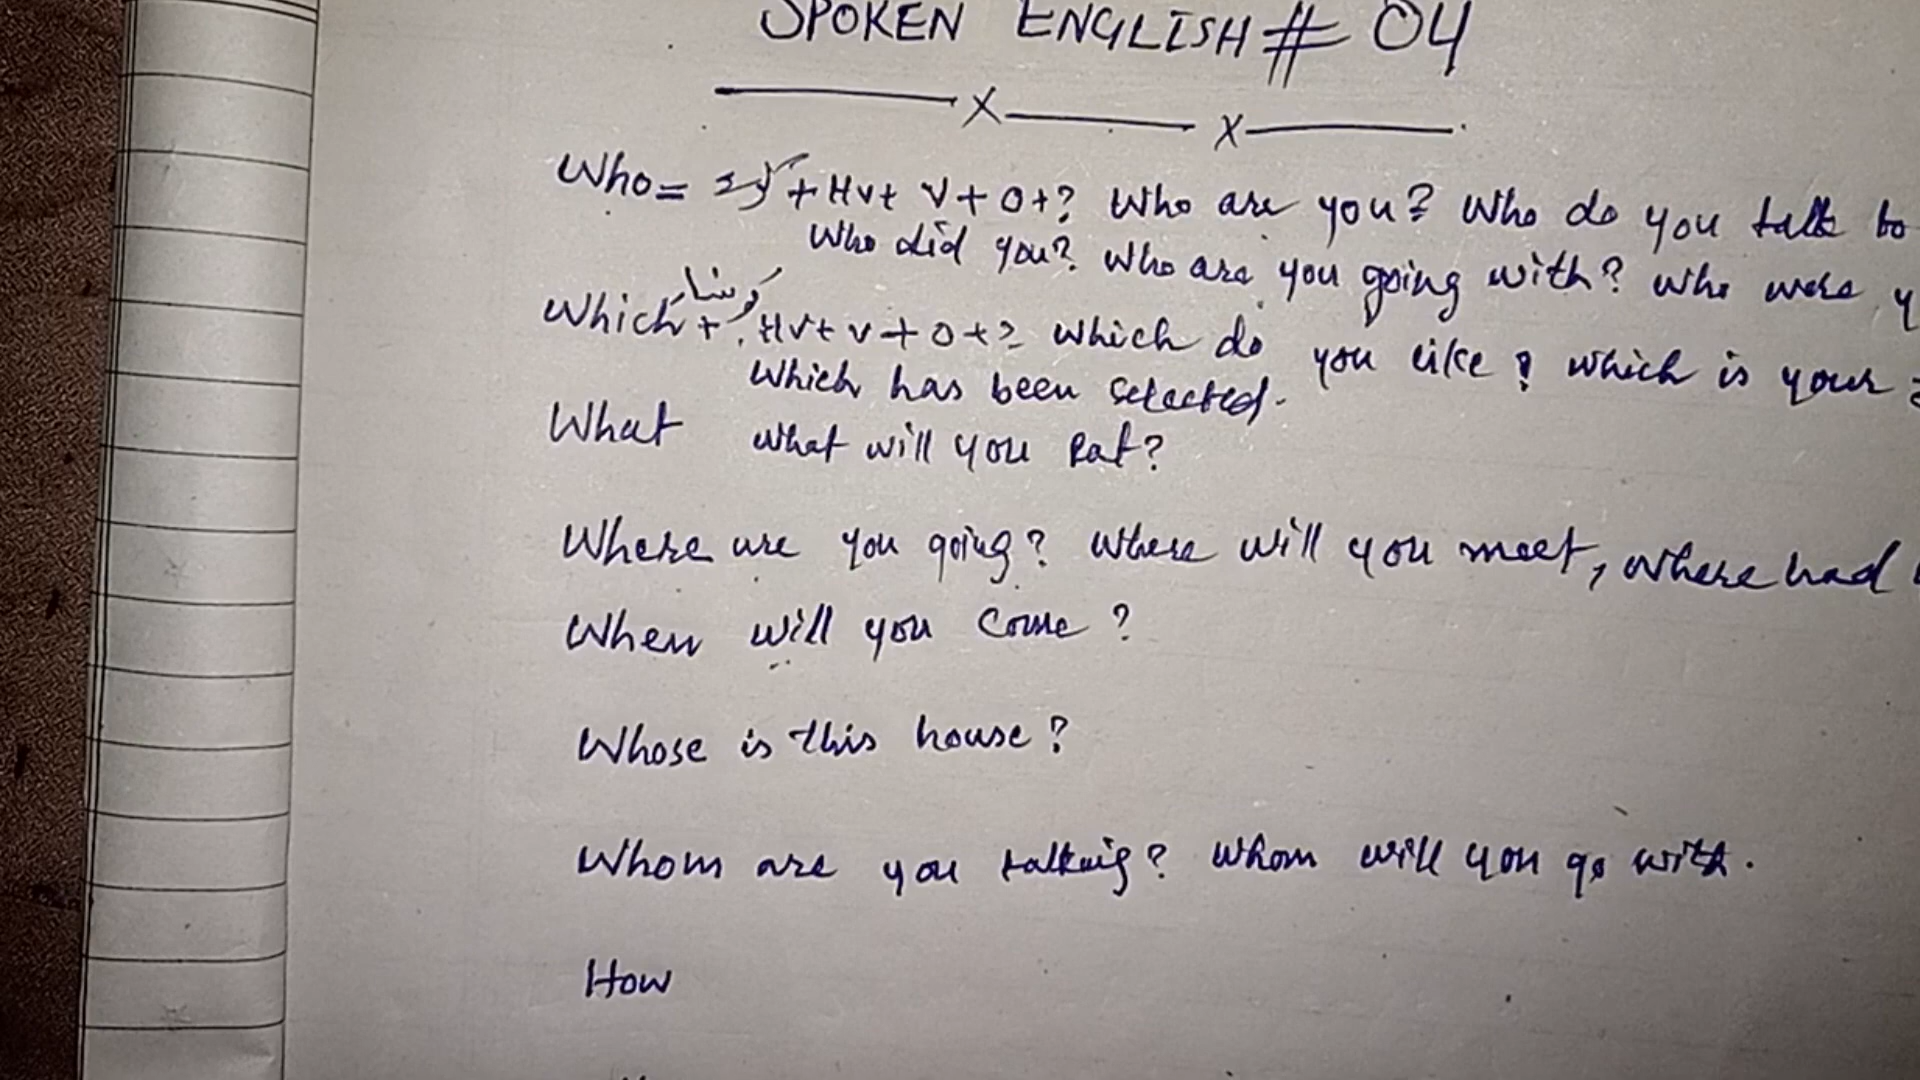 SPOKEN ENGLISH # 04
Who= + Hv+ V+ O+? Who are you? Who do you talk to
Who did you? Who are you going with? Who were y
کونسا
Which + Hv+ v + o +? which do you like? which is your
Which has been selected.
What what will you eat?
Where are you going? Where will you meet, where had
When will you come?
Whose is this house?
Whom are you talking? Whom will you go with.
How